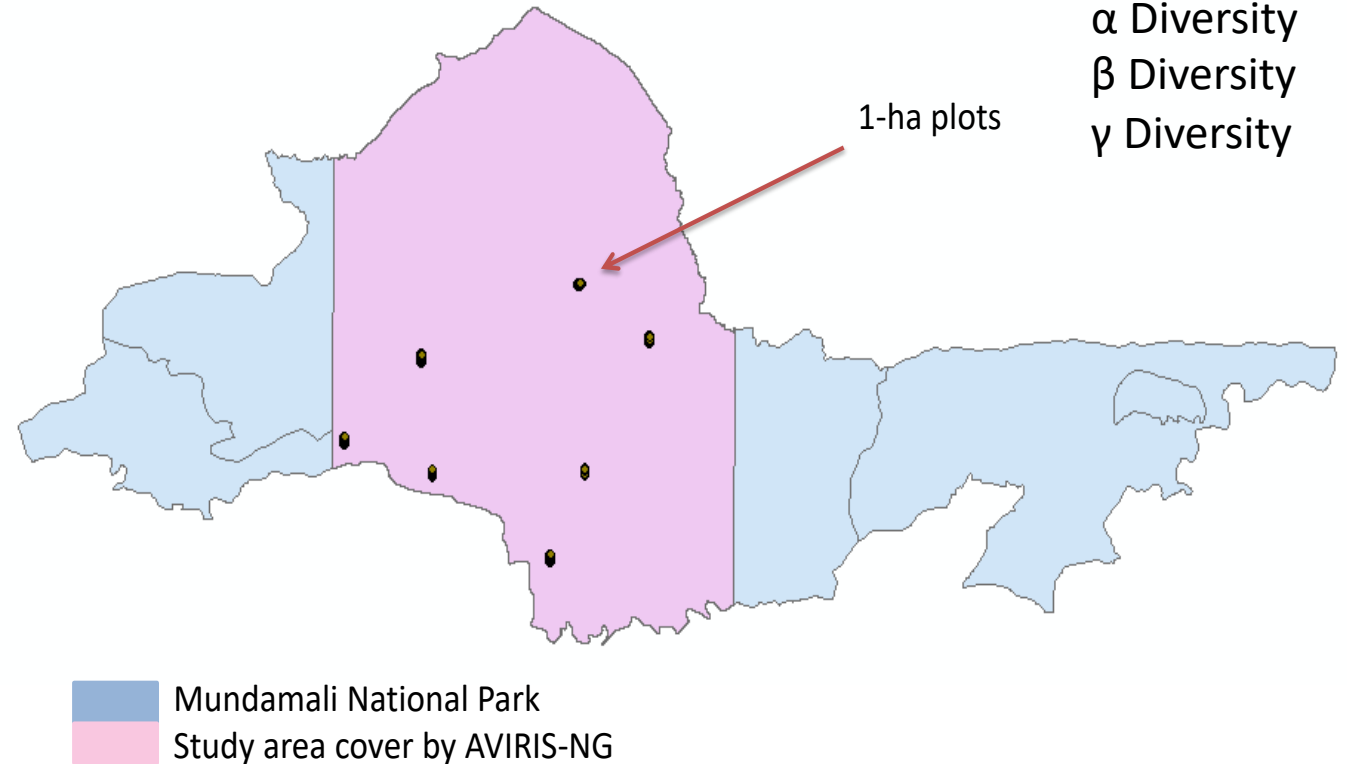 α Diversity
β Diversity
γ Diversity
1-ha plots
Mundamali National Park
Study area cover by AVIRIS-NG